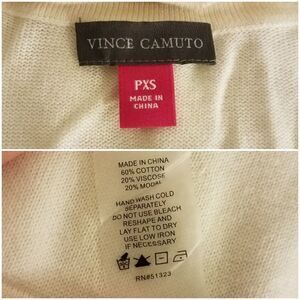 VINCE CAMUTO
PXS
MADE IN
CHINA
MADE IN CHINA
60% COTTON
20% VISCOSE
20% MODAL
HAND WASH COLD
SEPARATELY
DO NOT USE BLEACH
RESHAPE AND
LAY FLAT TO DRY
USE LOW IRON
IF NECESSARY
RN#51323